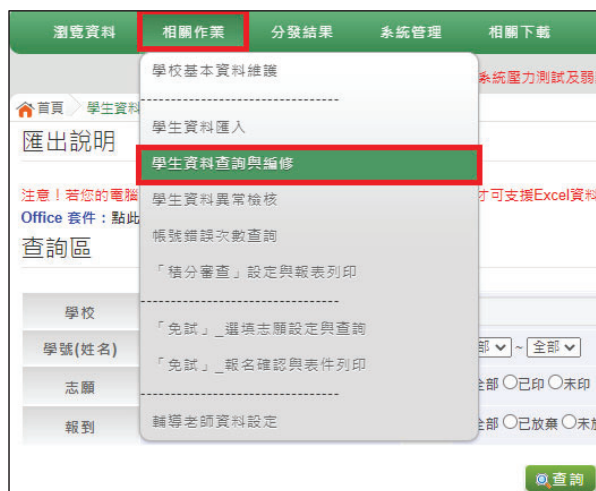 瀏覽資料 相關作業 分發結果 系統管理 相關下載
學校基本資料維護
系統壓力測試及弱
首頁 學生資料
學生資料匯入
匯出說明
學生資料查詢與編修
注意！若您的電腦 才可支援Excel資料
學生資料異常檢核
Office 套件：點此
帳號錯誤次數查詢
查詢區
「積分審查」設定與報表列印
學校
「免試」_選填志願設定與查詢
學號(姓名) 部 ~ 全部
「免試」_報名確認與表件列印
志願 全部 已印 未印
輔導老師資料設定
報到 全部 已放棄 未放
查詢